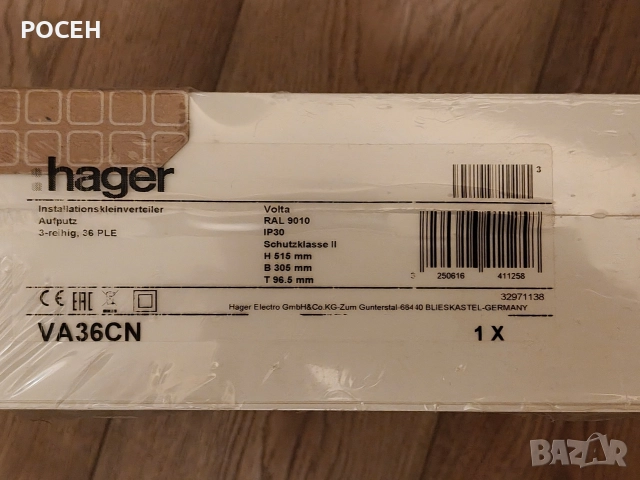 РОСЕН
:hager
Installationskleinverteiler
Aufputz
3-reihig, 36 PLE
Volta
RAL 9010
IP30
Schutzklasse II
H 515 mm
B 305 mm
T 96.5 mm
3
3 250616 411258
32971138
CE EAC
Hager Electro GmbH&Co.KG-Zum Gunterstal-66440 BLIESKASTEL-GERMANY
VA36CN
1 X
BAZAR